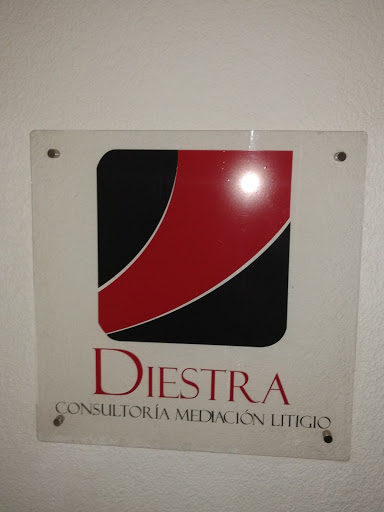 DIESTRA
CONSULTORÍA MEDIACIÓN LITIGIO